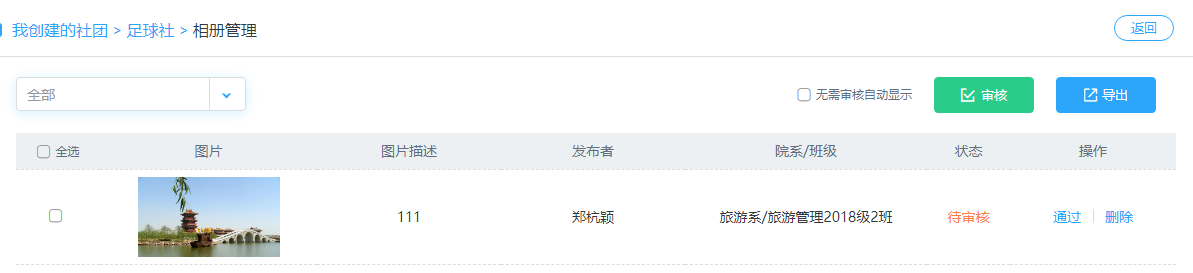 我创建的社团 > 足球社 > 相册管理
返回
全部
无需审核自动显示
审核
导出
全选 图片 图片描述 发布者 院系/班级 状态 操作
111 郑杭颖 旅游系/旅游管理2018级2班 待审核 通过 删除